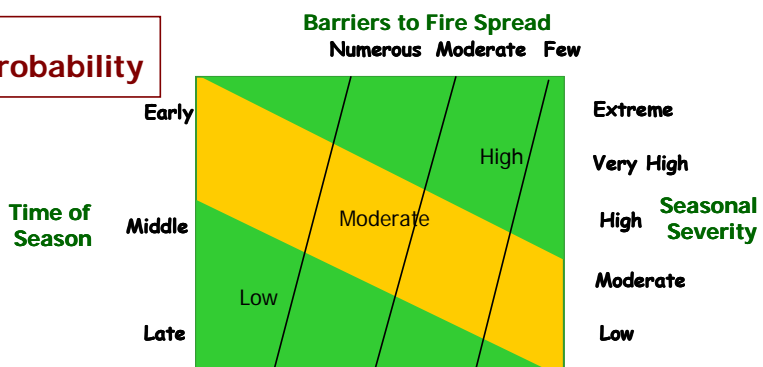 Barriers to Fire Spread
Numerous Moderate Few
Early
Extreme
High
Very High
Time of
Season
Middle
Moderate
High
Seasonal
Severity
Low
Moderate
Late
Low